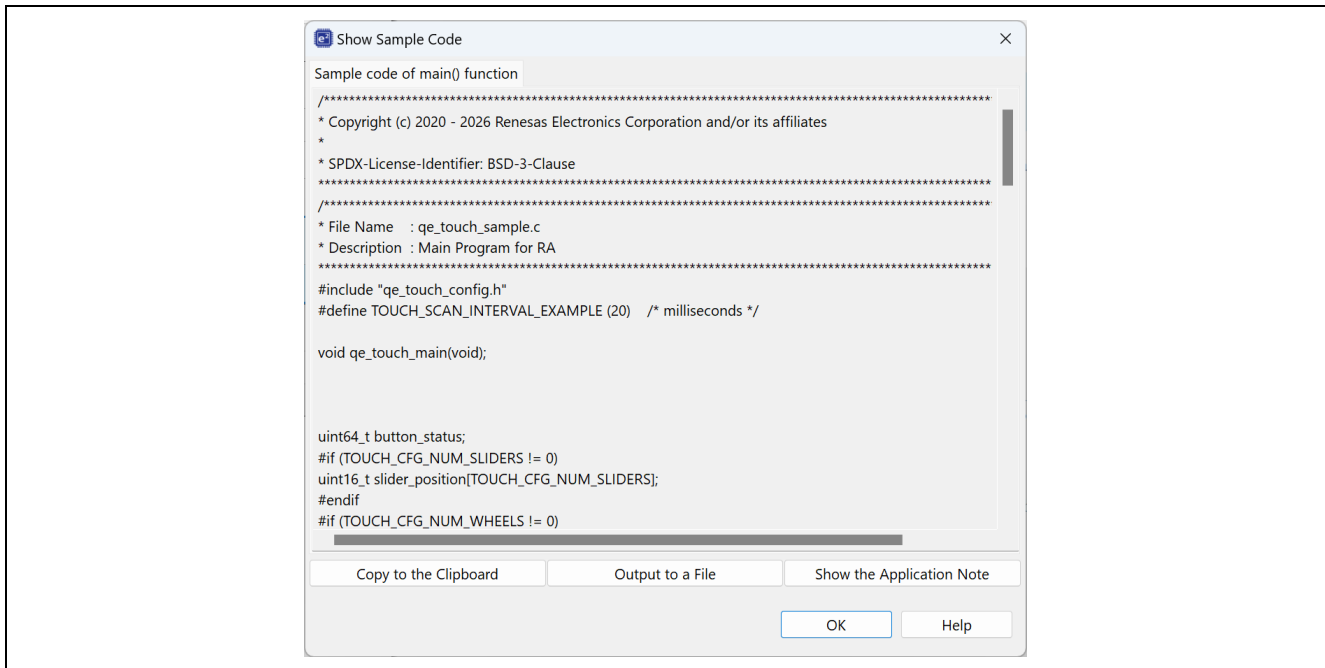 e² Show Sample Code
Sample code of main() function
/***********************************************************************************************************
* Copyright (c) 2020 - 2026 Renesas Electronics Corporation and/or its affiliates
*
* SPDX-License-Identifier: BSD-3-Clause
************************************************************************************************************
/***********************************************************************************************************
* File Name   : qe_touch_sample.c
* Description  : Main Program for RA
************************************************************************************************************
#include "qe_touch_config.h"
#define TOUCH_SCAN_INTERVAL_EXAMPLE (20)    /* milliseconds */
void qe_touch_main(void);
uint64_t button_status;
#if (TOUCH_CFG_NUM_SLIDERS != 0)
uint16_t slider_position[TOUCH_CFG_NUM_SLIDERS];
#endif
#if (TOUCH_CFG_NUM_WHEELS != 0)
Copy to the Clipboard
Output to a File
Show the Application Note
OK
Help